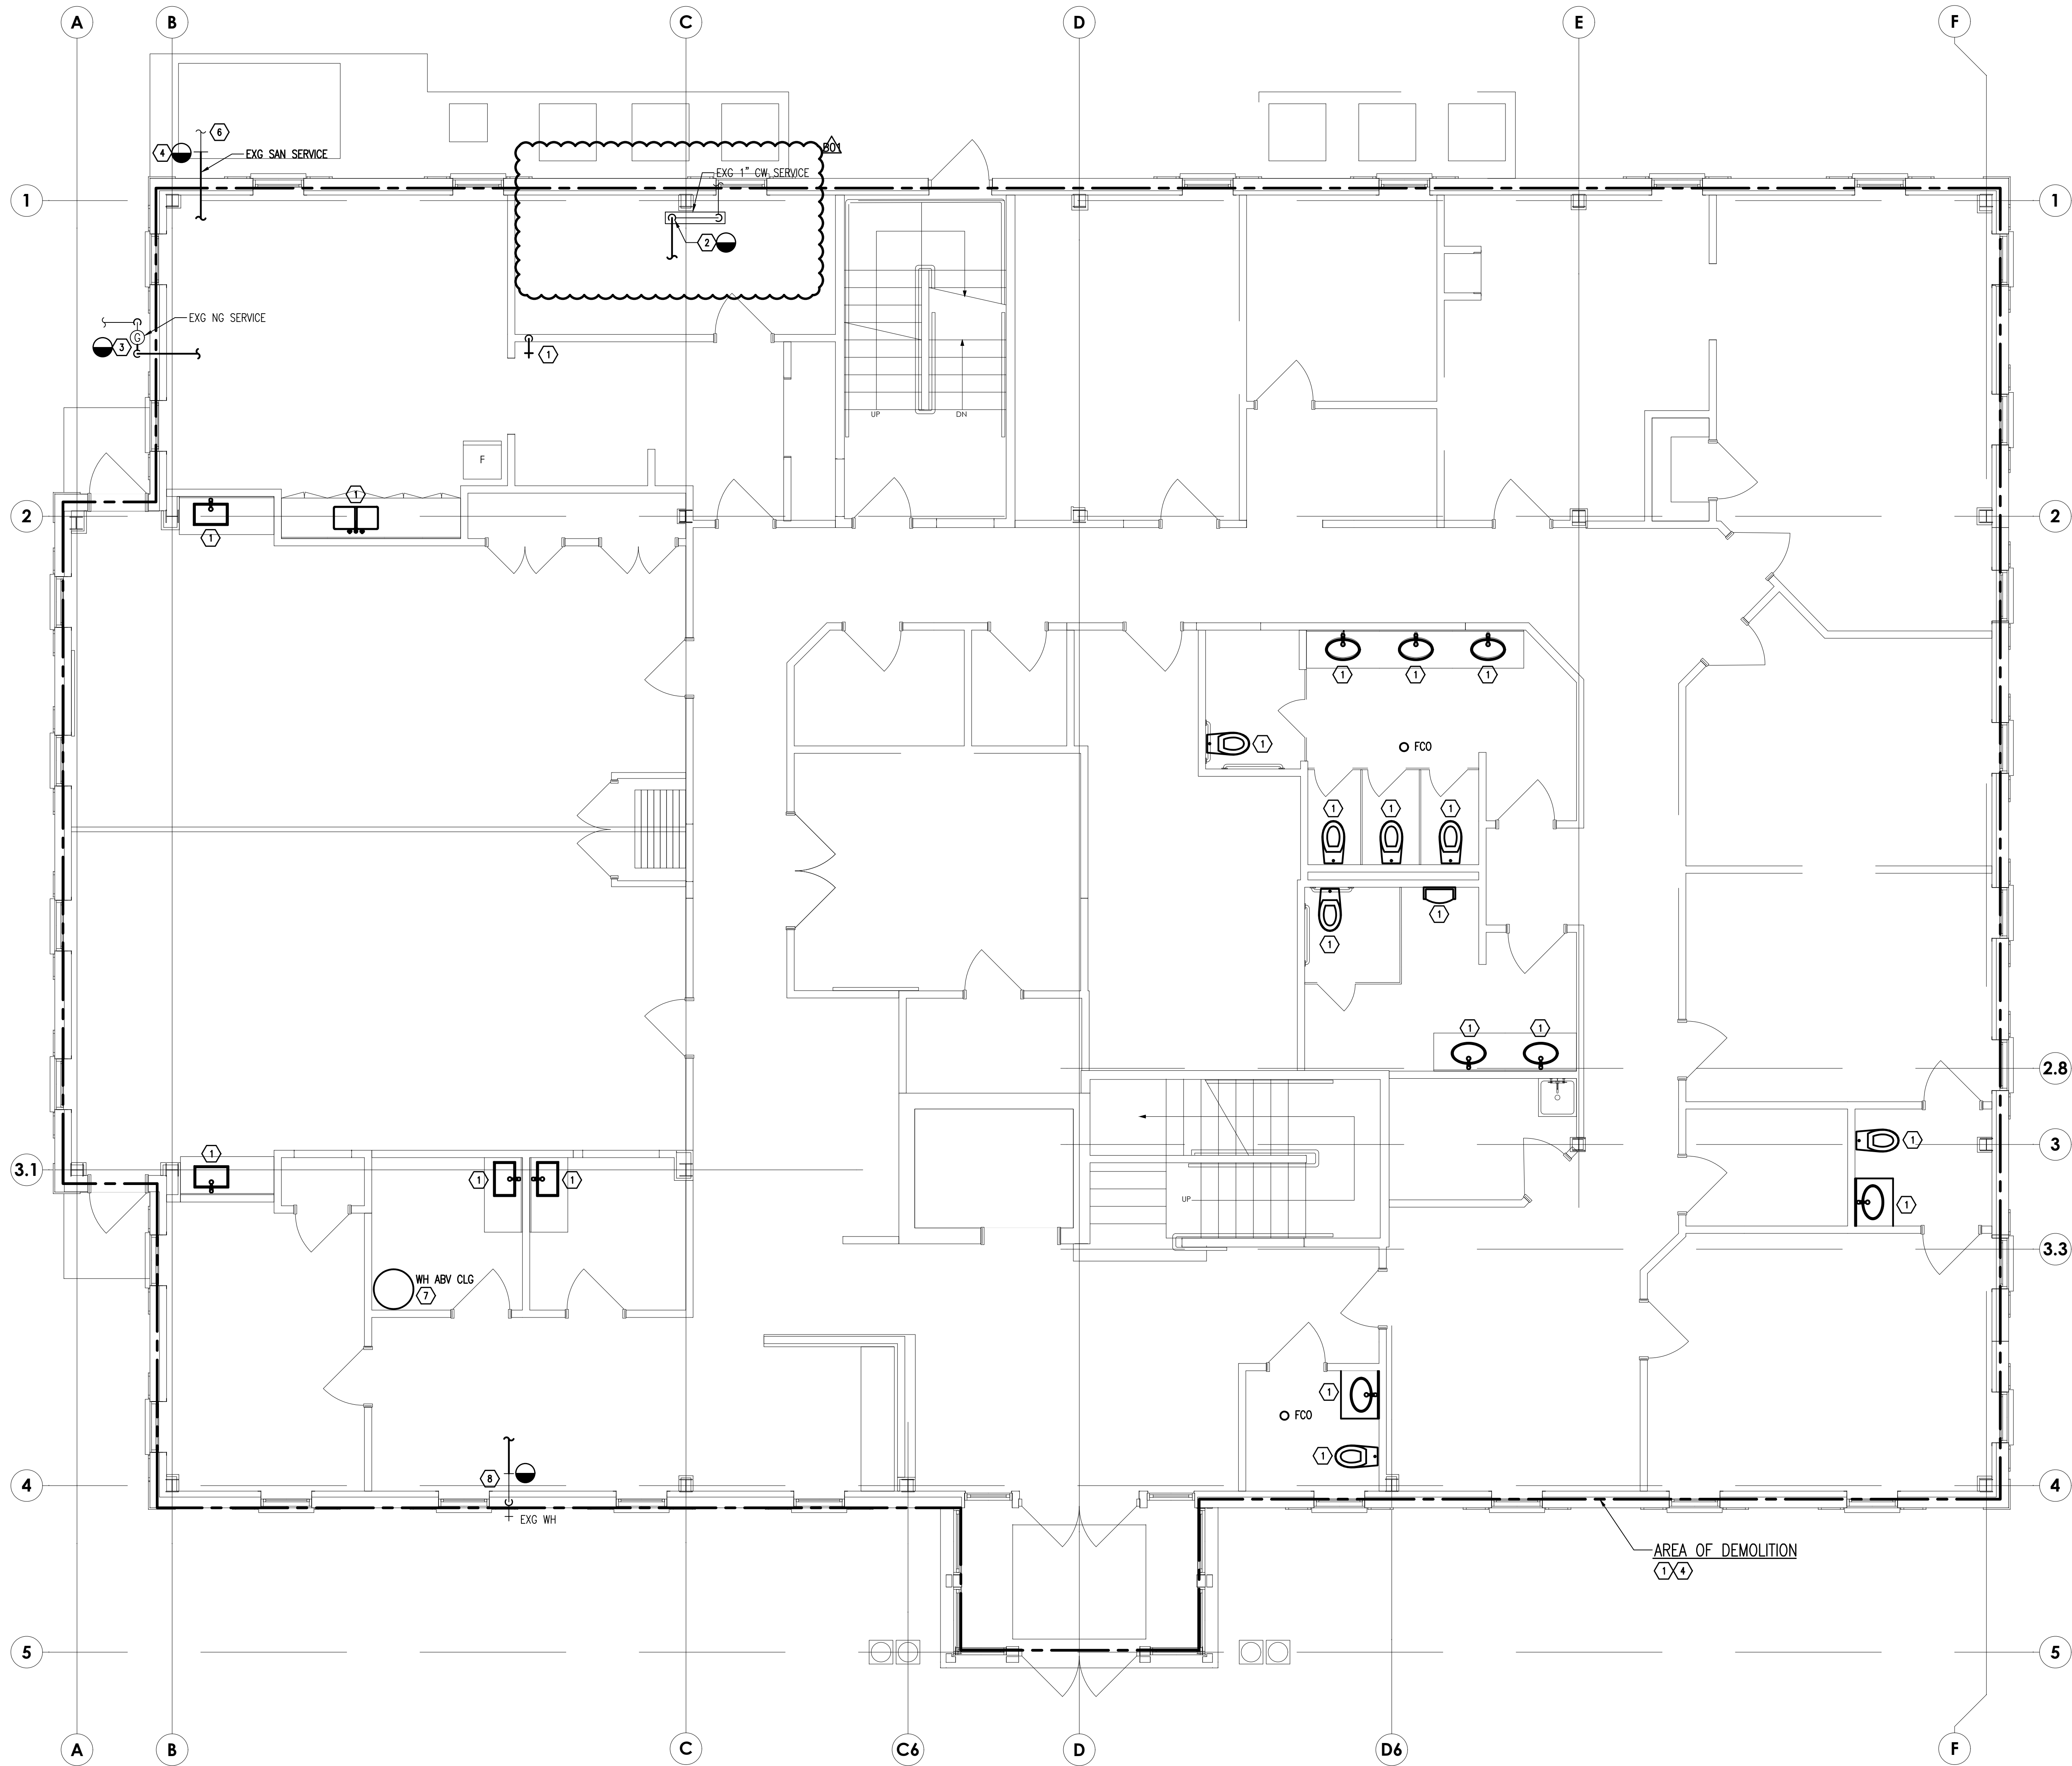 A B C D E F
6
4
EXG SAN SERVICE
B01
EXG 1" CW SERVICE
1 1
2
EXG NG SERVICE
G
3
1
UP DN
F
1
2 2
1
1 1 1
1
FCO
1 1 1
1
1
1 1
2.8
1
3
3.1
1
1 1
1
UP
3.3
WH ABV CLG
7
1
FCO
1
8
4 4
EXG WH
AREA OF DEMOLITION
1 4
5 5
A B C C6 D D6 F